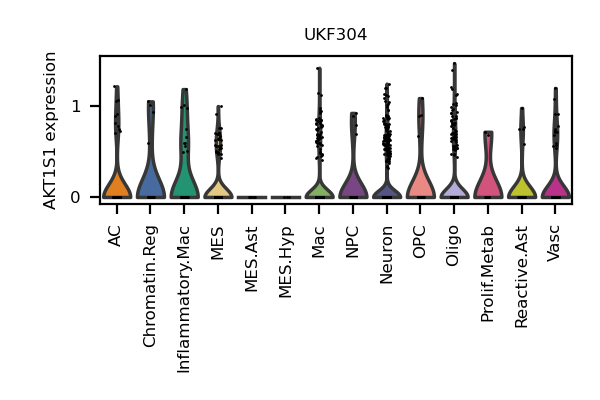 UKF304
AKT1S1 expression
1
0
AC
Chromatin.Reg
Inflammatory.Mac
MES
MES.Ast
MES.Hyp
Mac
NPC
Neuron
OPC
Oligo
Prolif.Metab
Reactive.Ast
Vasc